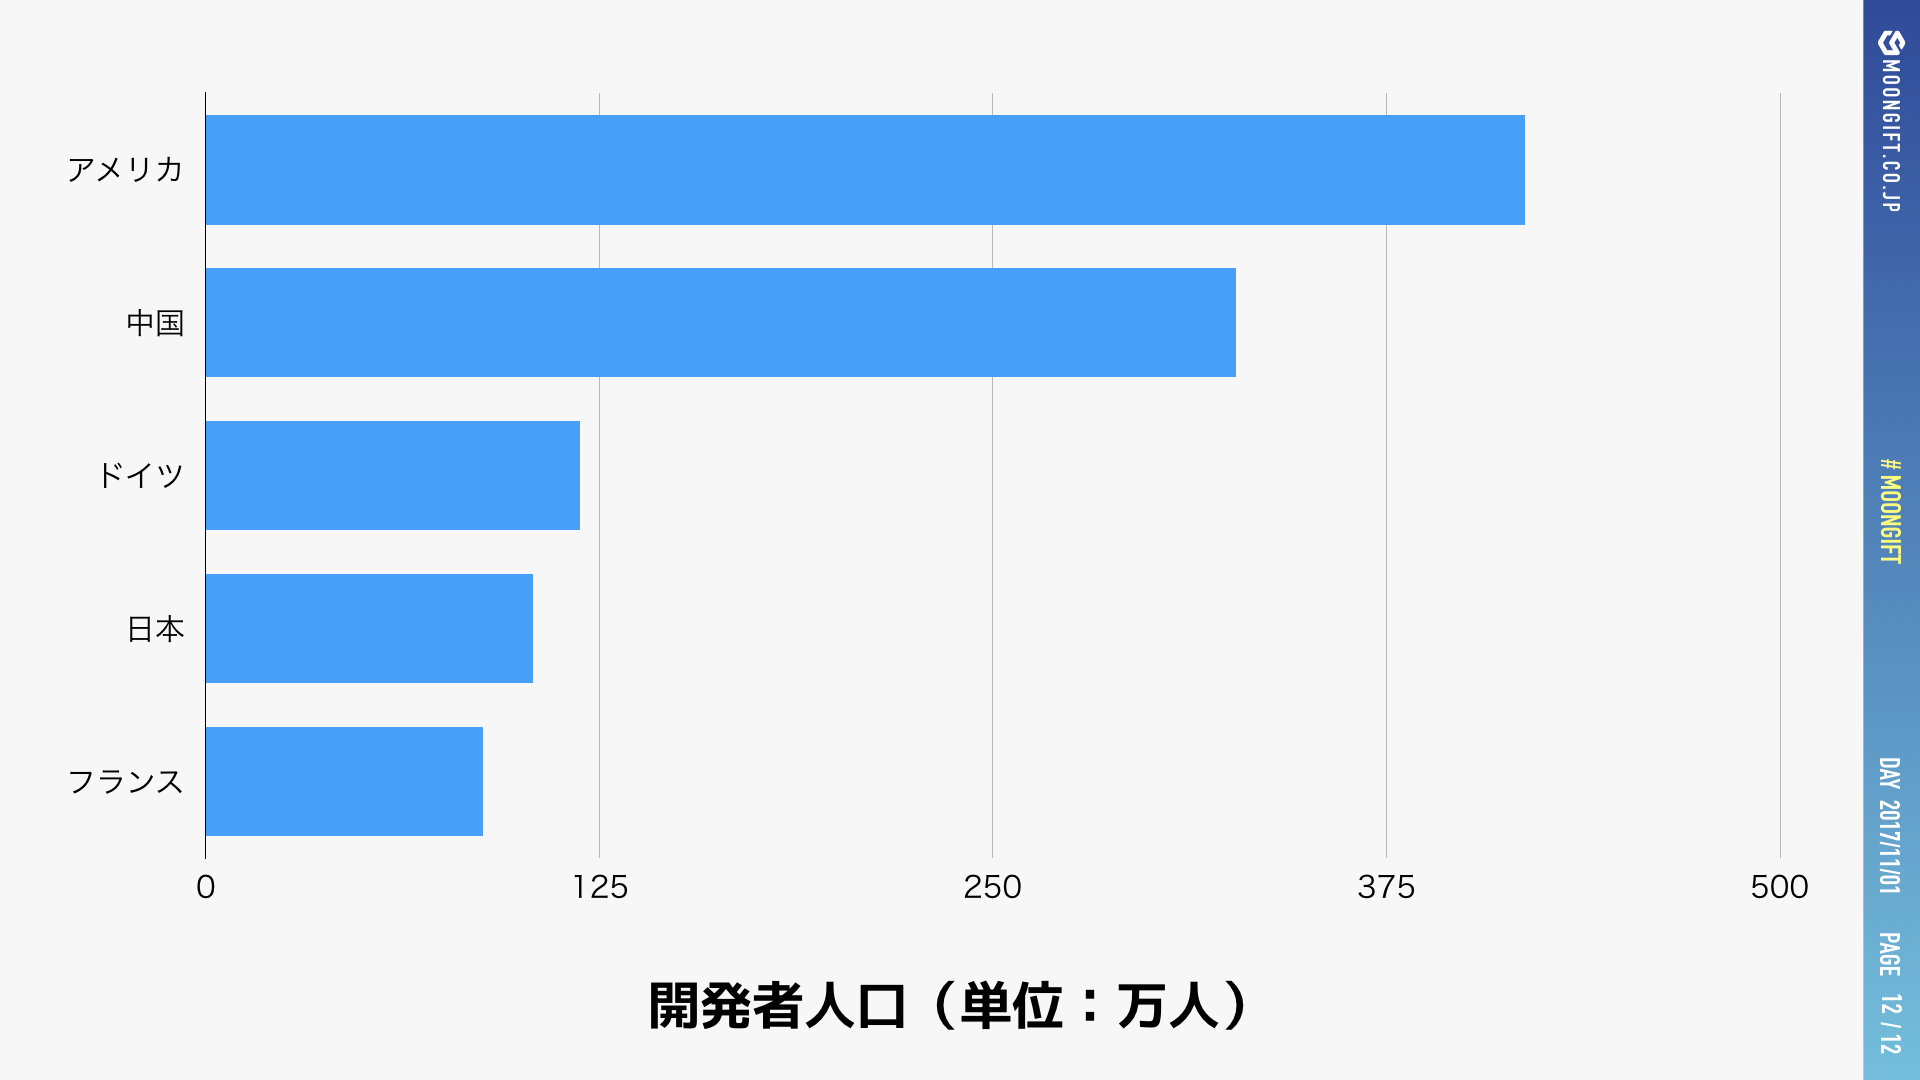 アメリカ
中国
ドイツ
日本
フランス
0 125 250 375 500
開発者人口（単位：万人）
MOONGIFT.CO.JP
# MOONGIFT
DAY 2017/11/01 PAGE 12 / 12